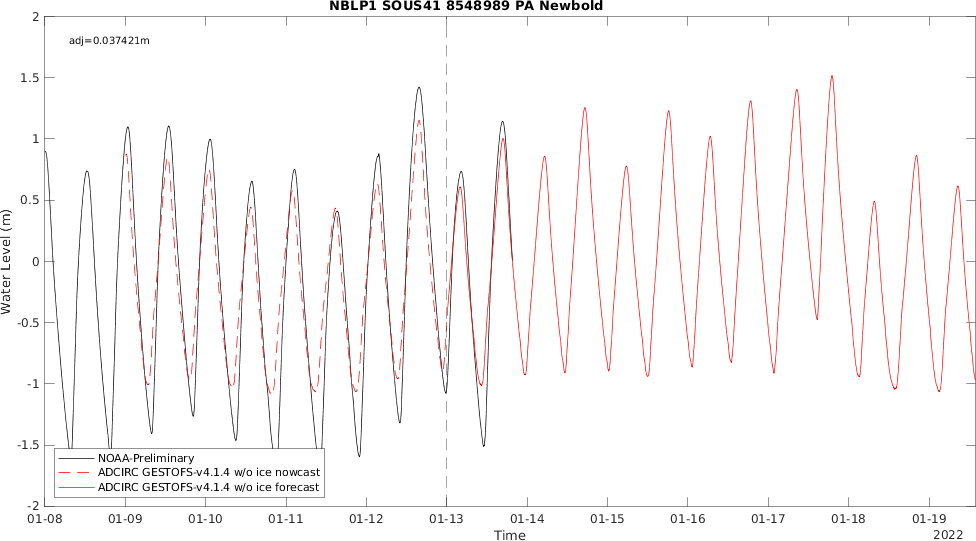 NBLP1 SOUS41 8548989 PA Newbold
adj=0.037421m
2
1.5
1
0.5
0
-0.5
-1
-1.5
-2
Water Level (m)
NOAA-Preliminary
ADCIRC GESTOFS-v4.1.4 w/o ice nowcast
ADCIRC GESTOFS-v4.1.4 w/o ice forecast
01-08 01-09 01-10 01-11 01-12 01-13 01-14 01-15 01-16 01-17 01-18 01-19
Time
2022